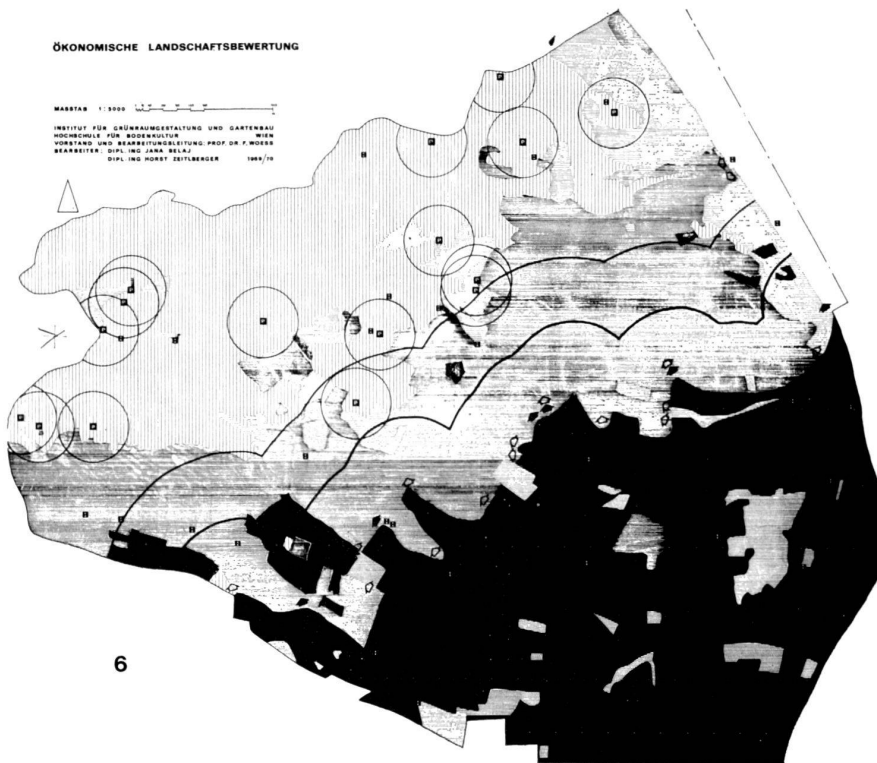 ÖKONOMISCHE LANDSCHAFTSBEWERTUNG
MASSTAB 1:5000
INSTITUT FÜR GRÜNRAUMGESTALTUNG UND GARTENBAU
HOCHSCHULE FÜR BODENKULTUR WIEN
VORSTAND UND BEARBEITUNGSLEITUNG: PROF. DR. F. WOESS
BEARBEITER: DIPL. ING JANA BELAJ
DIPL. ING HORST ZEITLBERGER 1969/70
6